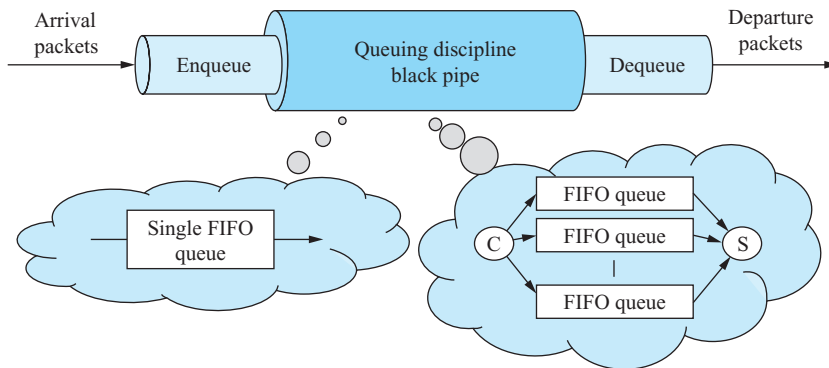 Arrival
packets
Enqueue
Queuing discipline
black pipe
Dequeue
Departure
packets
Single FIFO
queue
C
FIFO queue
FIFO queue
FIFO queue
S